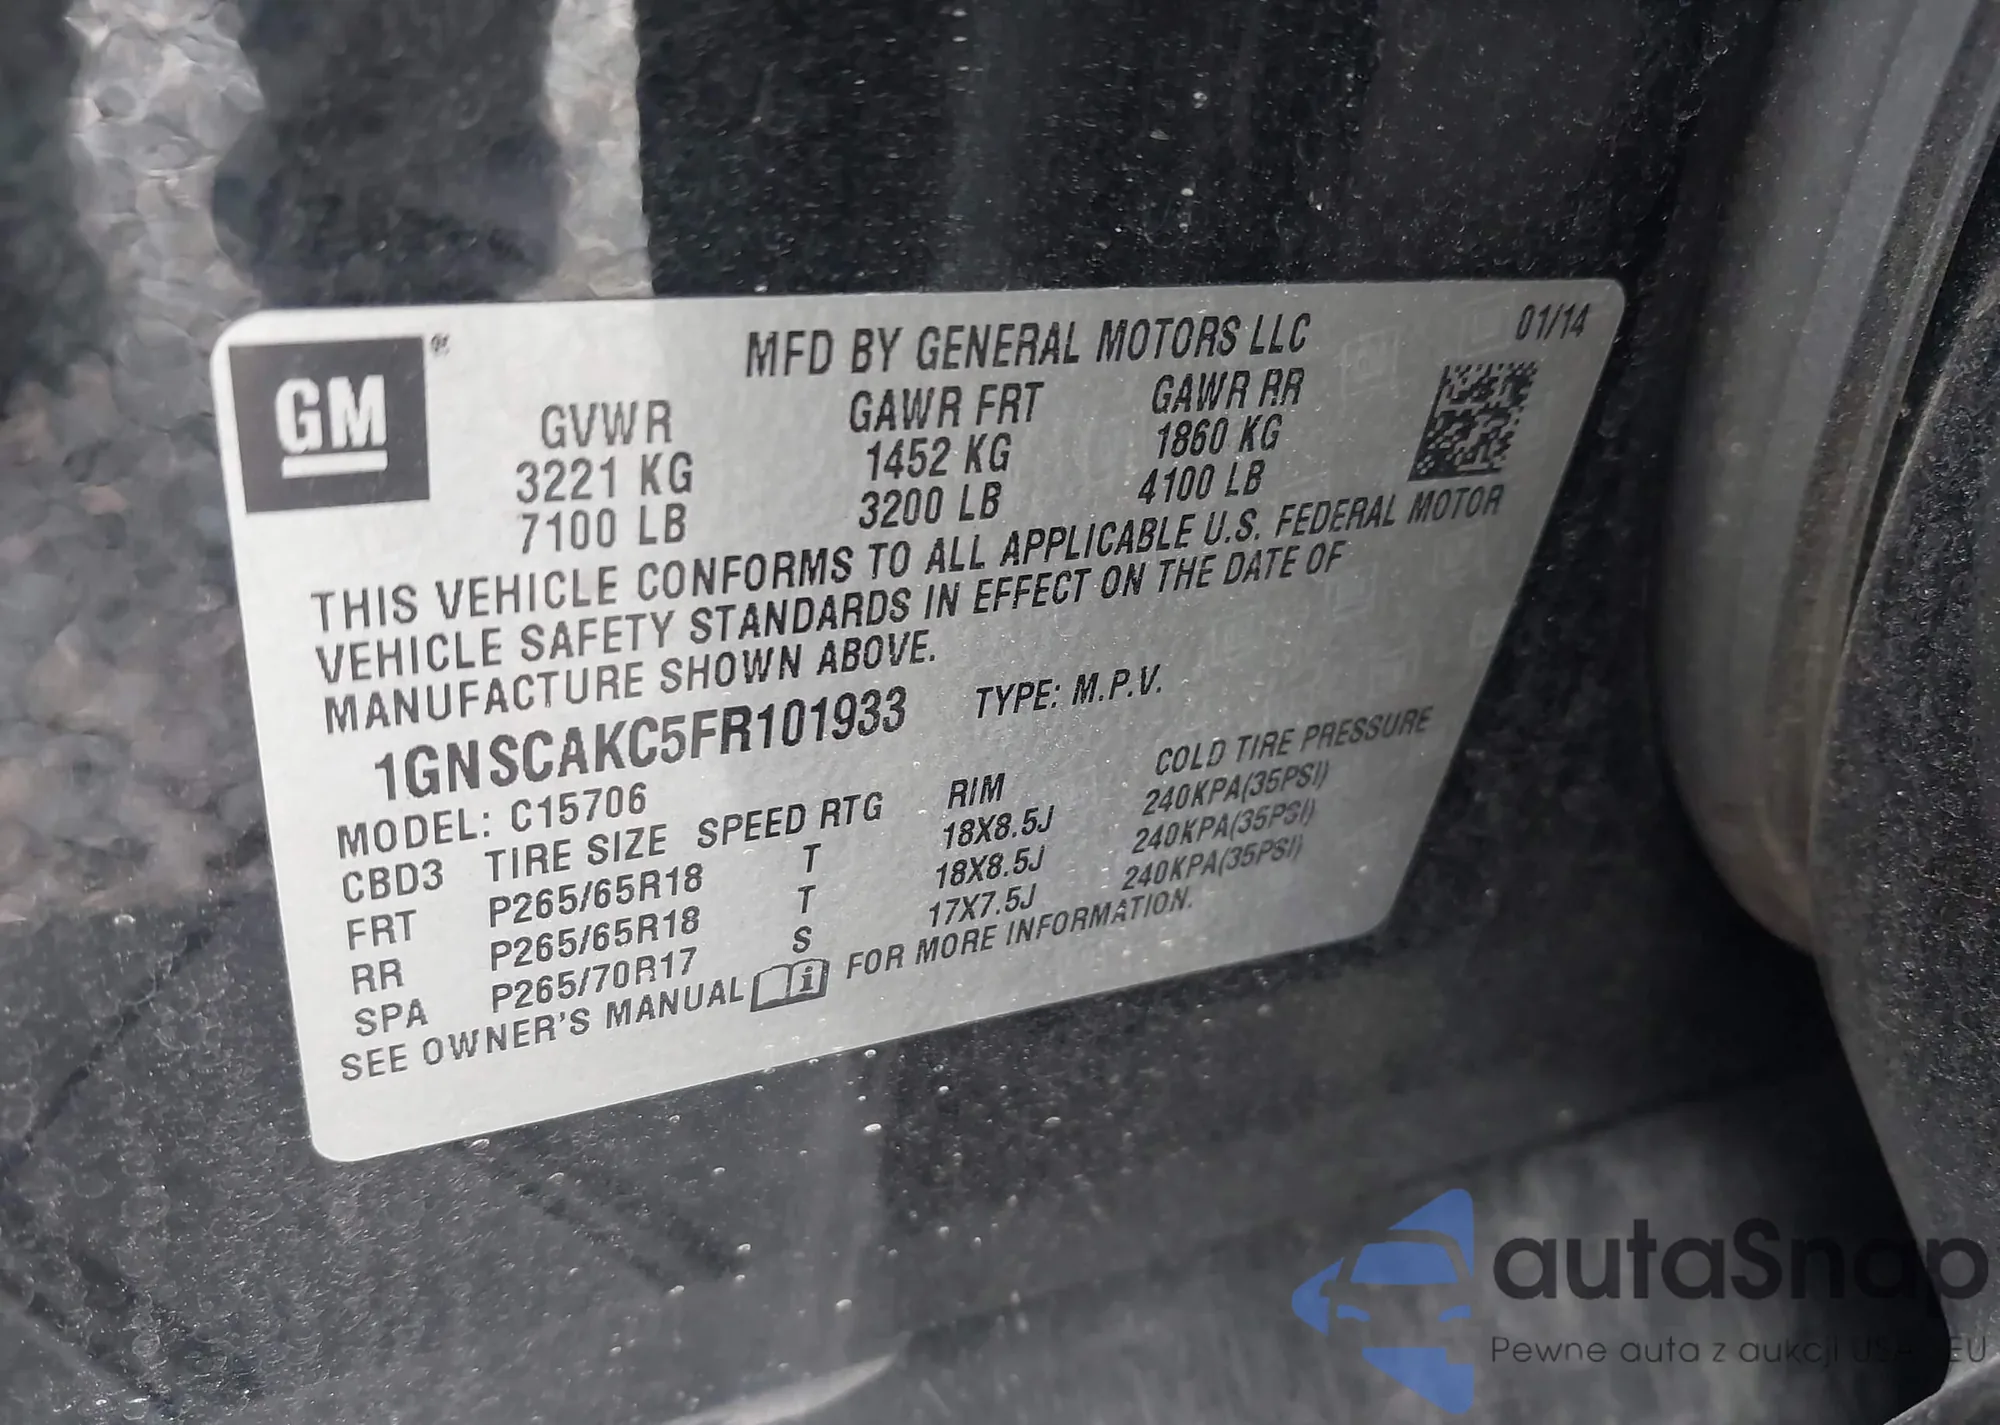 MFD BY GENERAL MOTORS LLC
01/14
GM
®
GVWR GAWR FRT GAWR RR
3221 KG 1452 KG 1860 KG
7100 LB 3200 LB 4100 LB
THIS VEHICLE CONFORMS TO ALL APPLICABLE U.S. FEDERAL MOTOR
VEHICLE SAFETY STANDARDS IN EFFECT ON THE DATE OF
MANUFACTURE SHOWN ABOVE.
1GNSCAKC5FR101933 TYPE: M.P.V.
MODEL: C15706
CBD3 TIRE SIZE SPEED RTG RIM COLD TIRE PRESSURE
FRT P265/65R18 T 18X8.5J 240KPA(35PSI)
RR P265/65R18 T 18X8.5J 240KPA(35PSI)
SPA P265/70R17 S 17X7.5J 240KPA(35PSI)
SEE OWNER'S MANUAL i FOR MORE INFORMATION.
autaSnap
Pewne auta z aukcji USA EU